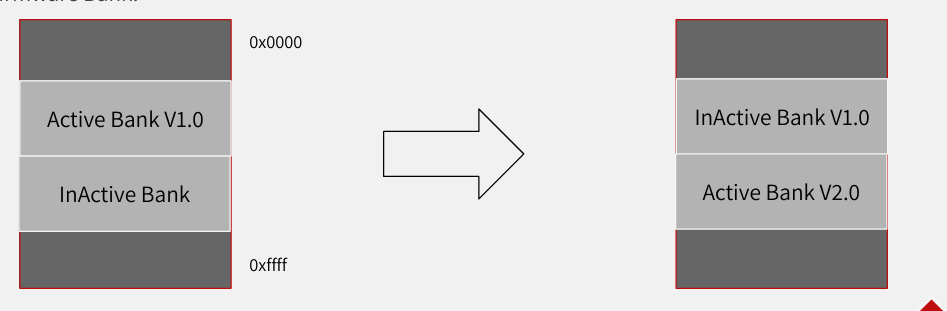 Firmware Bank.
0x0000
Active Bank V1.0
InActive Bank
0xffff
InActive Bank V1.0
Active Bank V2.0